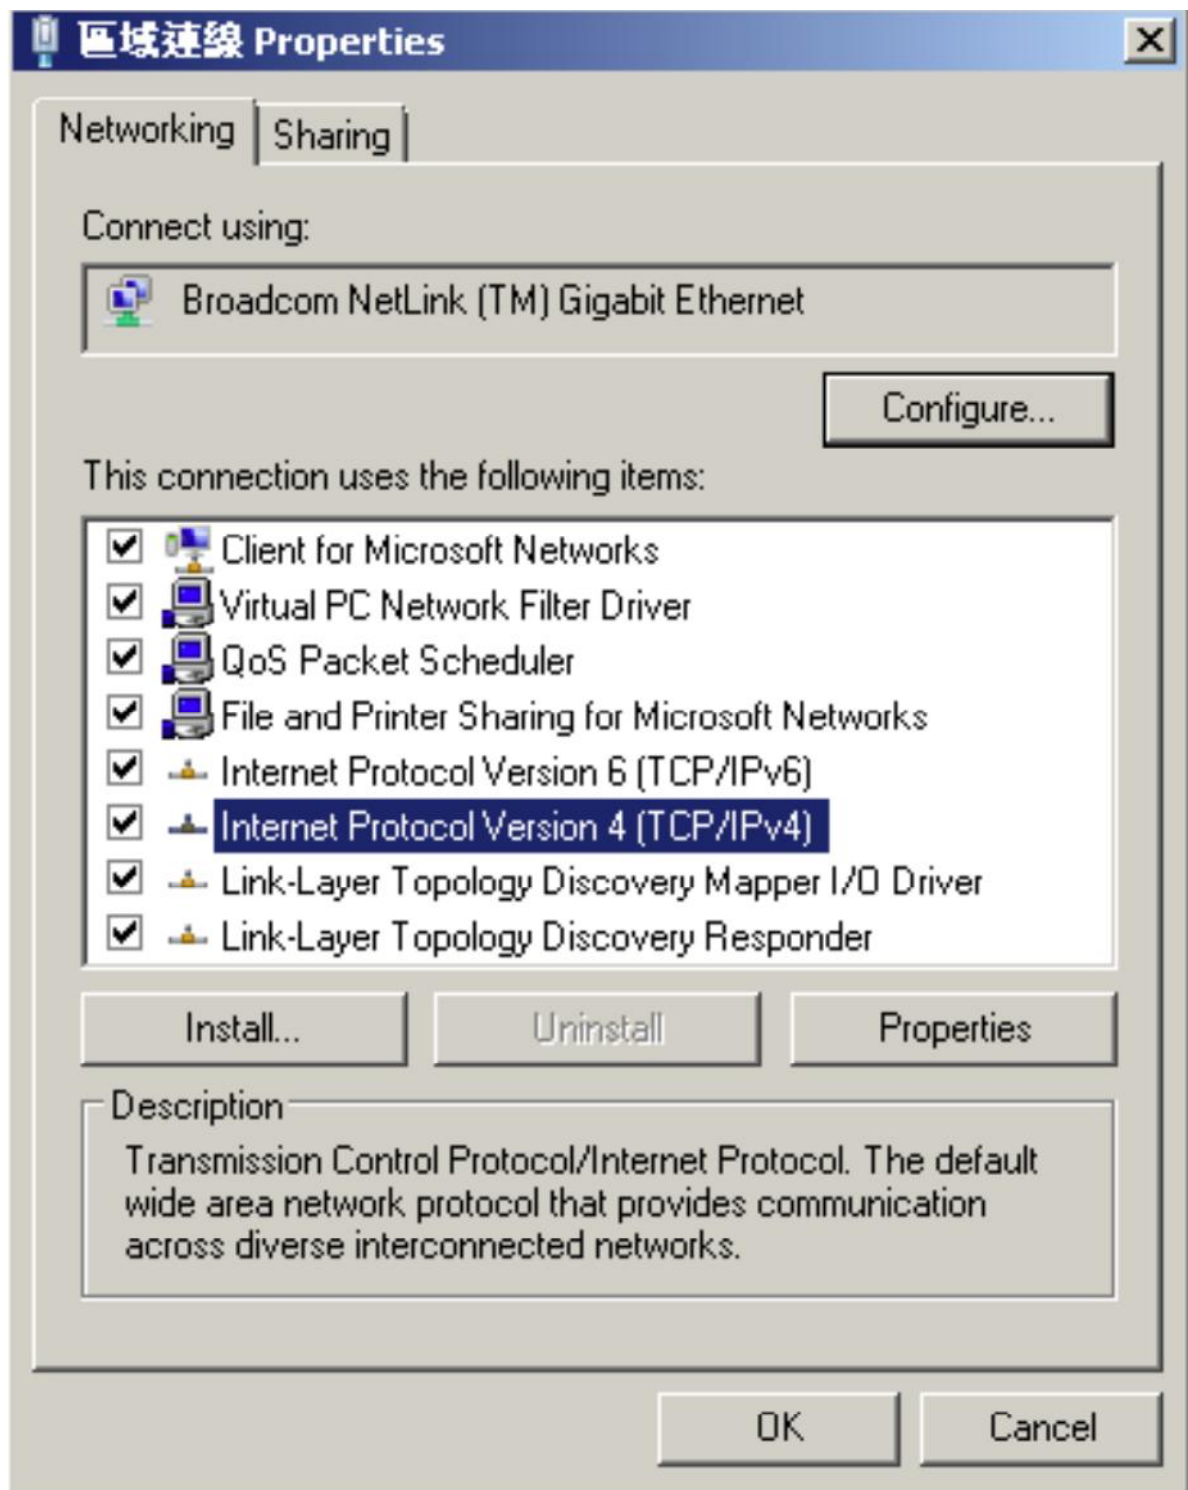 區域連線 Properties
Networking
Sharing
Connect using:
Broadcom NetLink (TM) Gigabit Ethernet
Configure...
This connection uses the following items:
Client for Microsoft Networks
Virtual PC Network Filter Driver
QoS Packet Scheduler
File and Printer Sharing for Microsoft Networks
Internet Protocol Version 6 (TCP/IPv6)
Internet Protocol Version 4 (TCP/IPv4)
Link-Layer Topology Discovery Mapper I/O Driver
Link-Layer Topology Discovery Responder
Install...
Uninstall
Properties
Description
Transmission Control Protocol/Internet Protocol. The default
wide area network protocol that provides communication
across diverse interconnected networks.
OK
Cancel